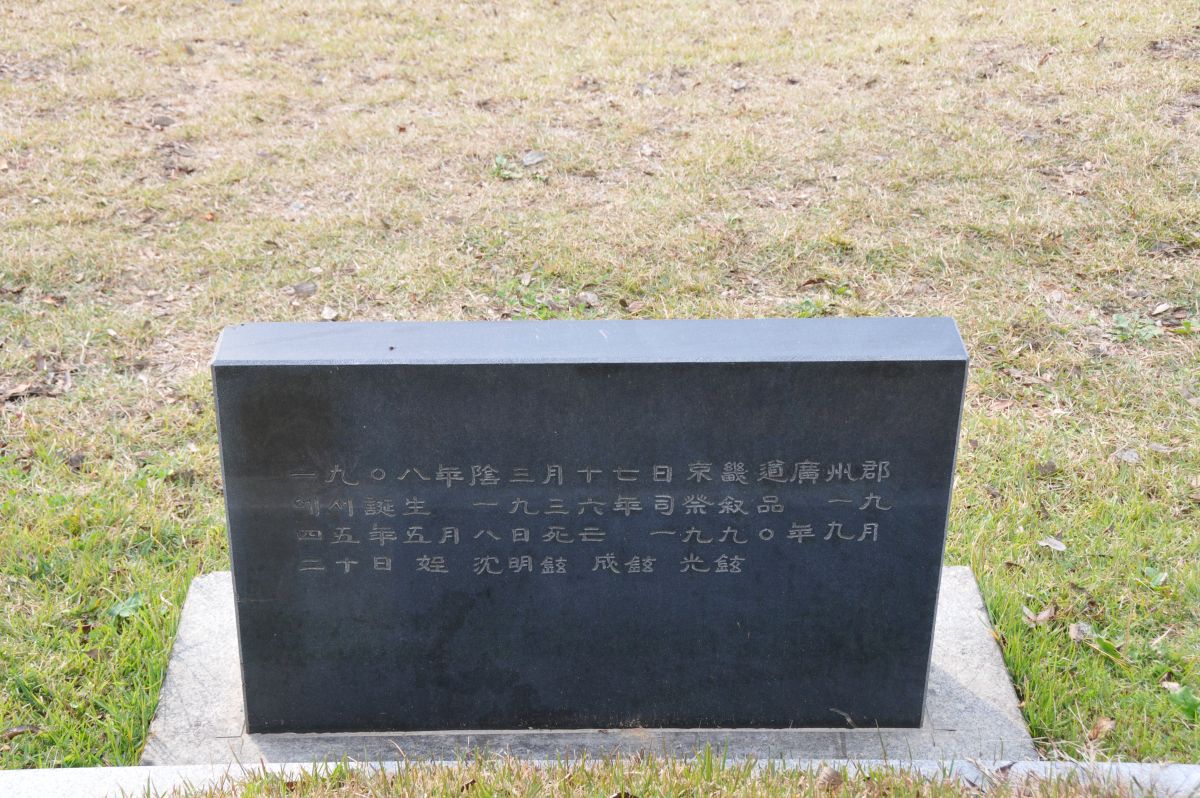 一九〇八年陰三月十七日京畿道廣州郡
에서誕生 一九三六年司祭敍品 一九
四五年五月八日死亡 一九九〇年九月
二十日 姪 沈明鉉 成鉉 光鉉